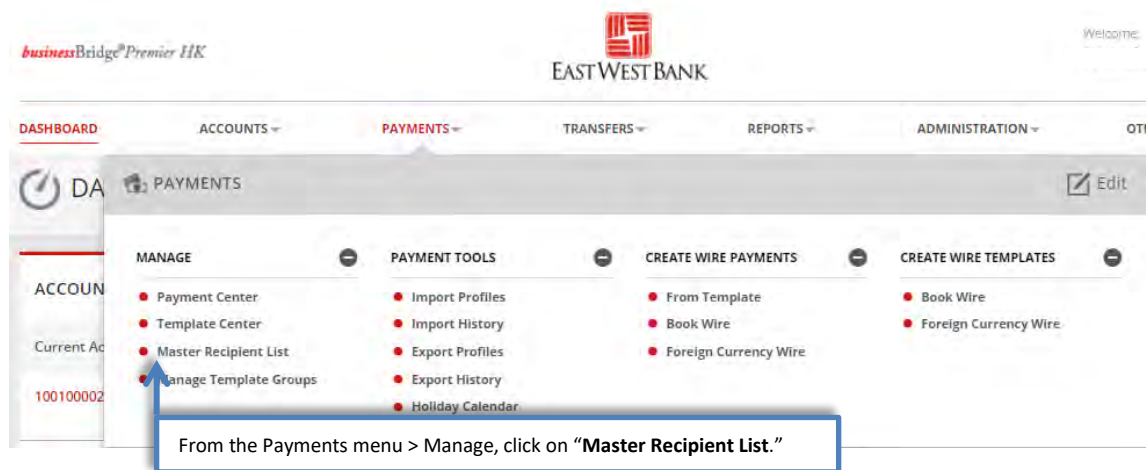 businessBridge® Premier HK
EAST WEST BANK
Welcome
DASHBOARD ACCOUNTS PAYMENTS TRANSFERS REPORTS ADMINISTRATION OTH
DA PAYMENTS Edit
MANAGE PAYMENT TOOLS CREATE WIRE PAYMENTS CREATE WIRE TEMPLATES
ACCOUN
Payment Center Import Profiles From Template Book Wire
Template Center Import History Book Wire Foreign Currency Wire
Current Ac Master Recipient List Export Profiles Foreign Currency Wire
Manage Template Groups Export History
100100002 Holiday Calendar
From the Payments menu > Manage, click on “Master Recipient List.”